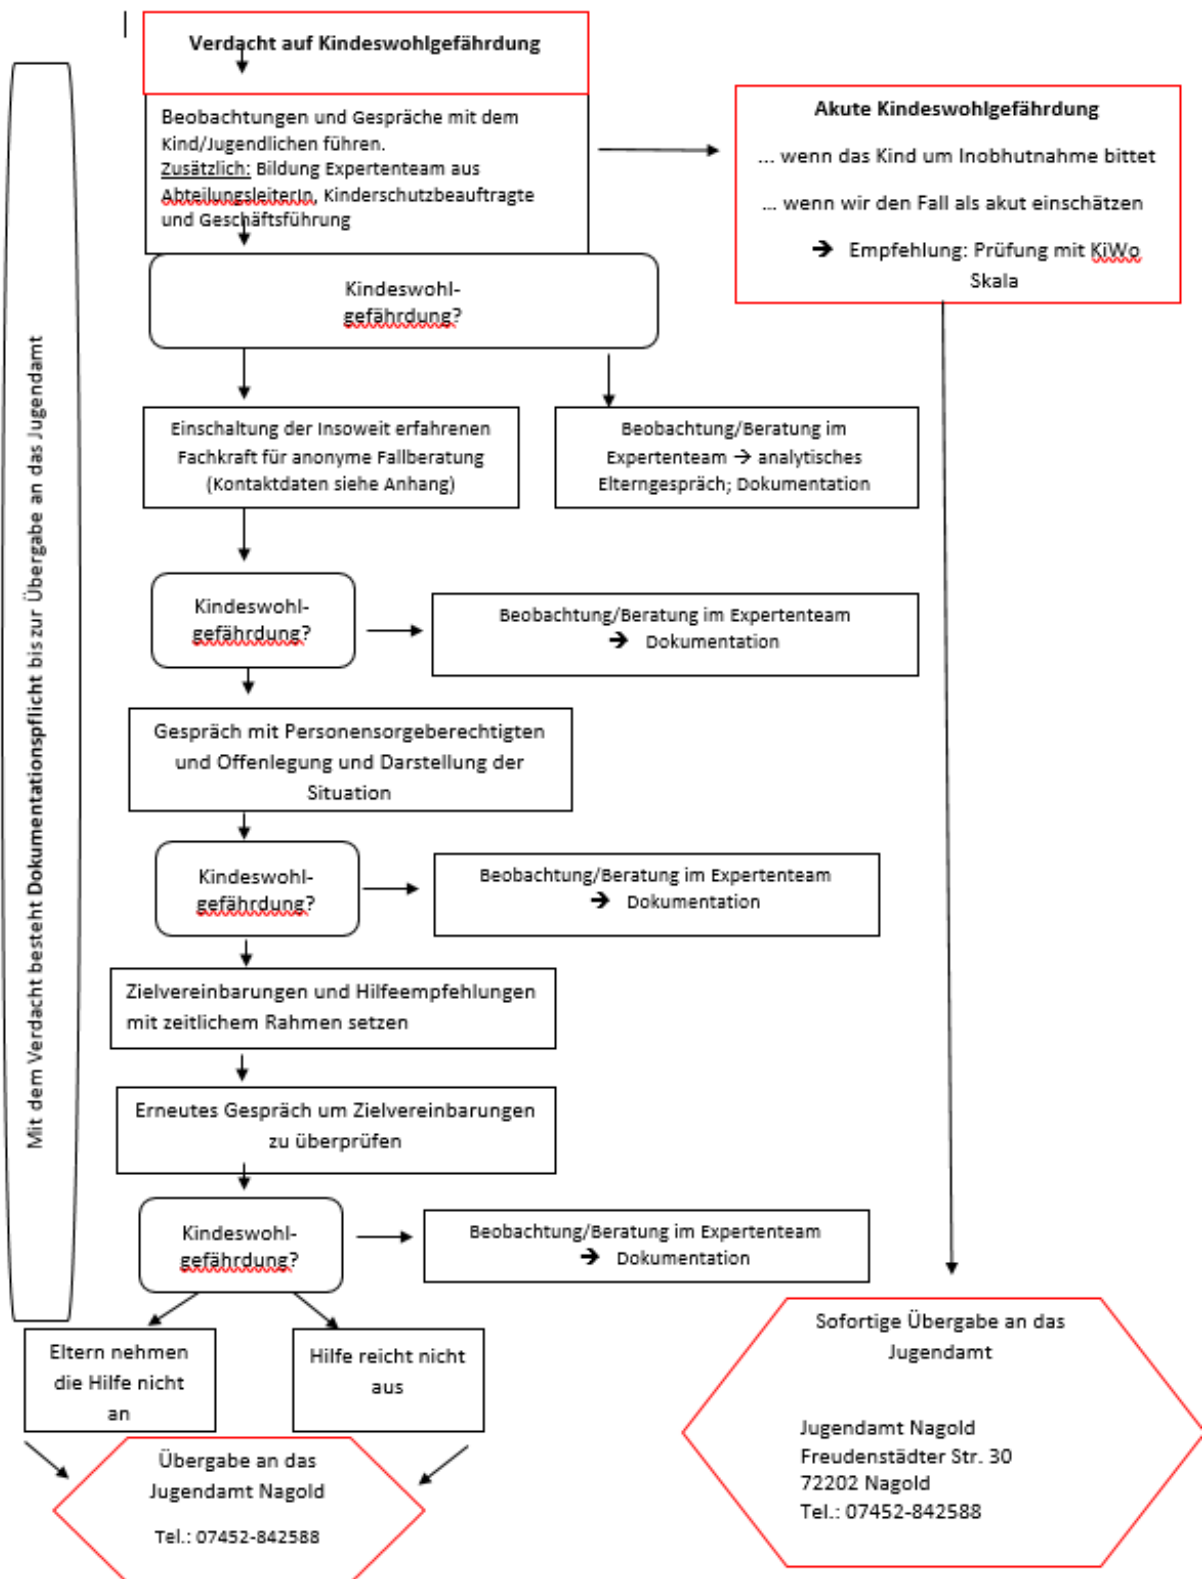 Verdacht auf Kindeswohlgefährdung
Beobachtungen und Gespräche mit dem
Kind/Jugendlichen führen.
Zusätzlich: Bildung Expertenteam aus
AbteilungsleiterIn, Kinderschutzbeauftragte
und Geschäftsführung
Akute Kindeswohlgefährdung
... wenn das Kind um Inobhutnahme bittet
... wenn wir den Fall als akut einschätzen
➔ Empfehlung: Prüfung mit KiWo
Skala
Kindeswohl-
gefährdung?
Einschaltung der Insoweit erfahrenen
Fachkraft für anonyme Fallberatung
(Kontaktdaten siehe Anhang)
Beobachtung/Beratung im
Expertenteam → analytisches
Elterngespräch; Dokumentation
Mit dem Verdacht besteht Dokumentationspflicht bis zur Übergabe an das Jugendamt
Kindeswohl-
gefährdung?
Beobachtung/Beratung im Expertenteam
➔ Dokumentation
Gespräch mit Personensorgeberechtigten
und Offenlegung und Darstellung der
Situation
Kindeswohl-
gefährdung?
Beobachtung/Beratung im Expertenteam
➔ Dokumentation
Zielvereinbarungen und Hilfeempfehlungen
mit zeitlichem Rahmen setzen
Erneutes Gespräch um Zielvereinbarungen
zu überprüfen
Kindeswohl-
gefährdung?
Beobachtung/Beratung im Expertenteam
➔ Dokumentation
Eltern nehmen
die Hilfe nicht
an
Hilfe reicht nicht
aus
Übergabe an das
Jugendamt Nagold
Tel.: 07452-842588
Sofortige Übergabe an das
Jugendamt
Jugendamt Nagold
Freudenstädter Str. 30
72202 Nagold
Tel.: 07452-842588